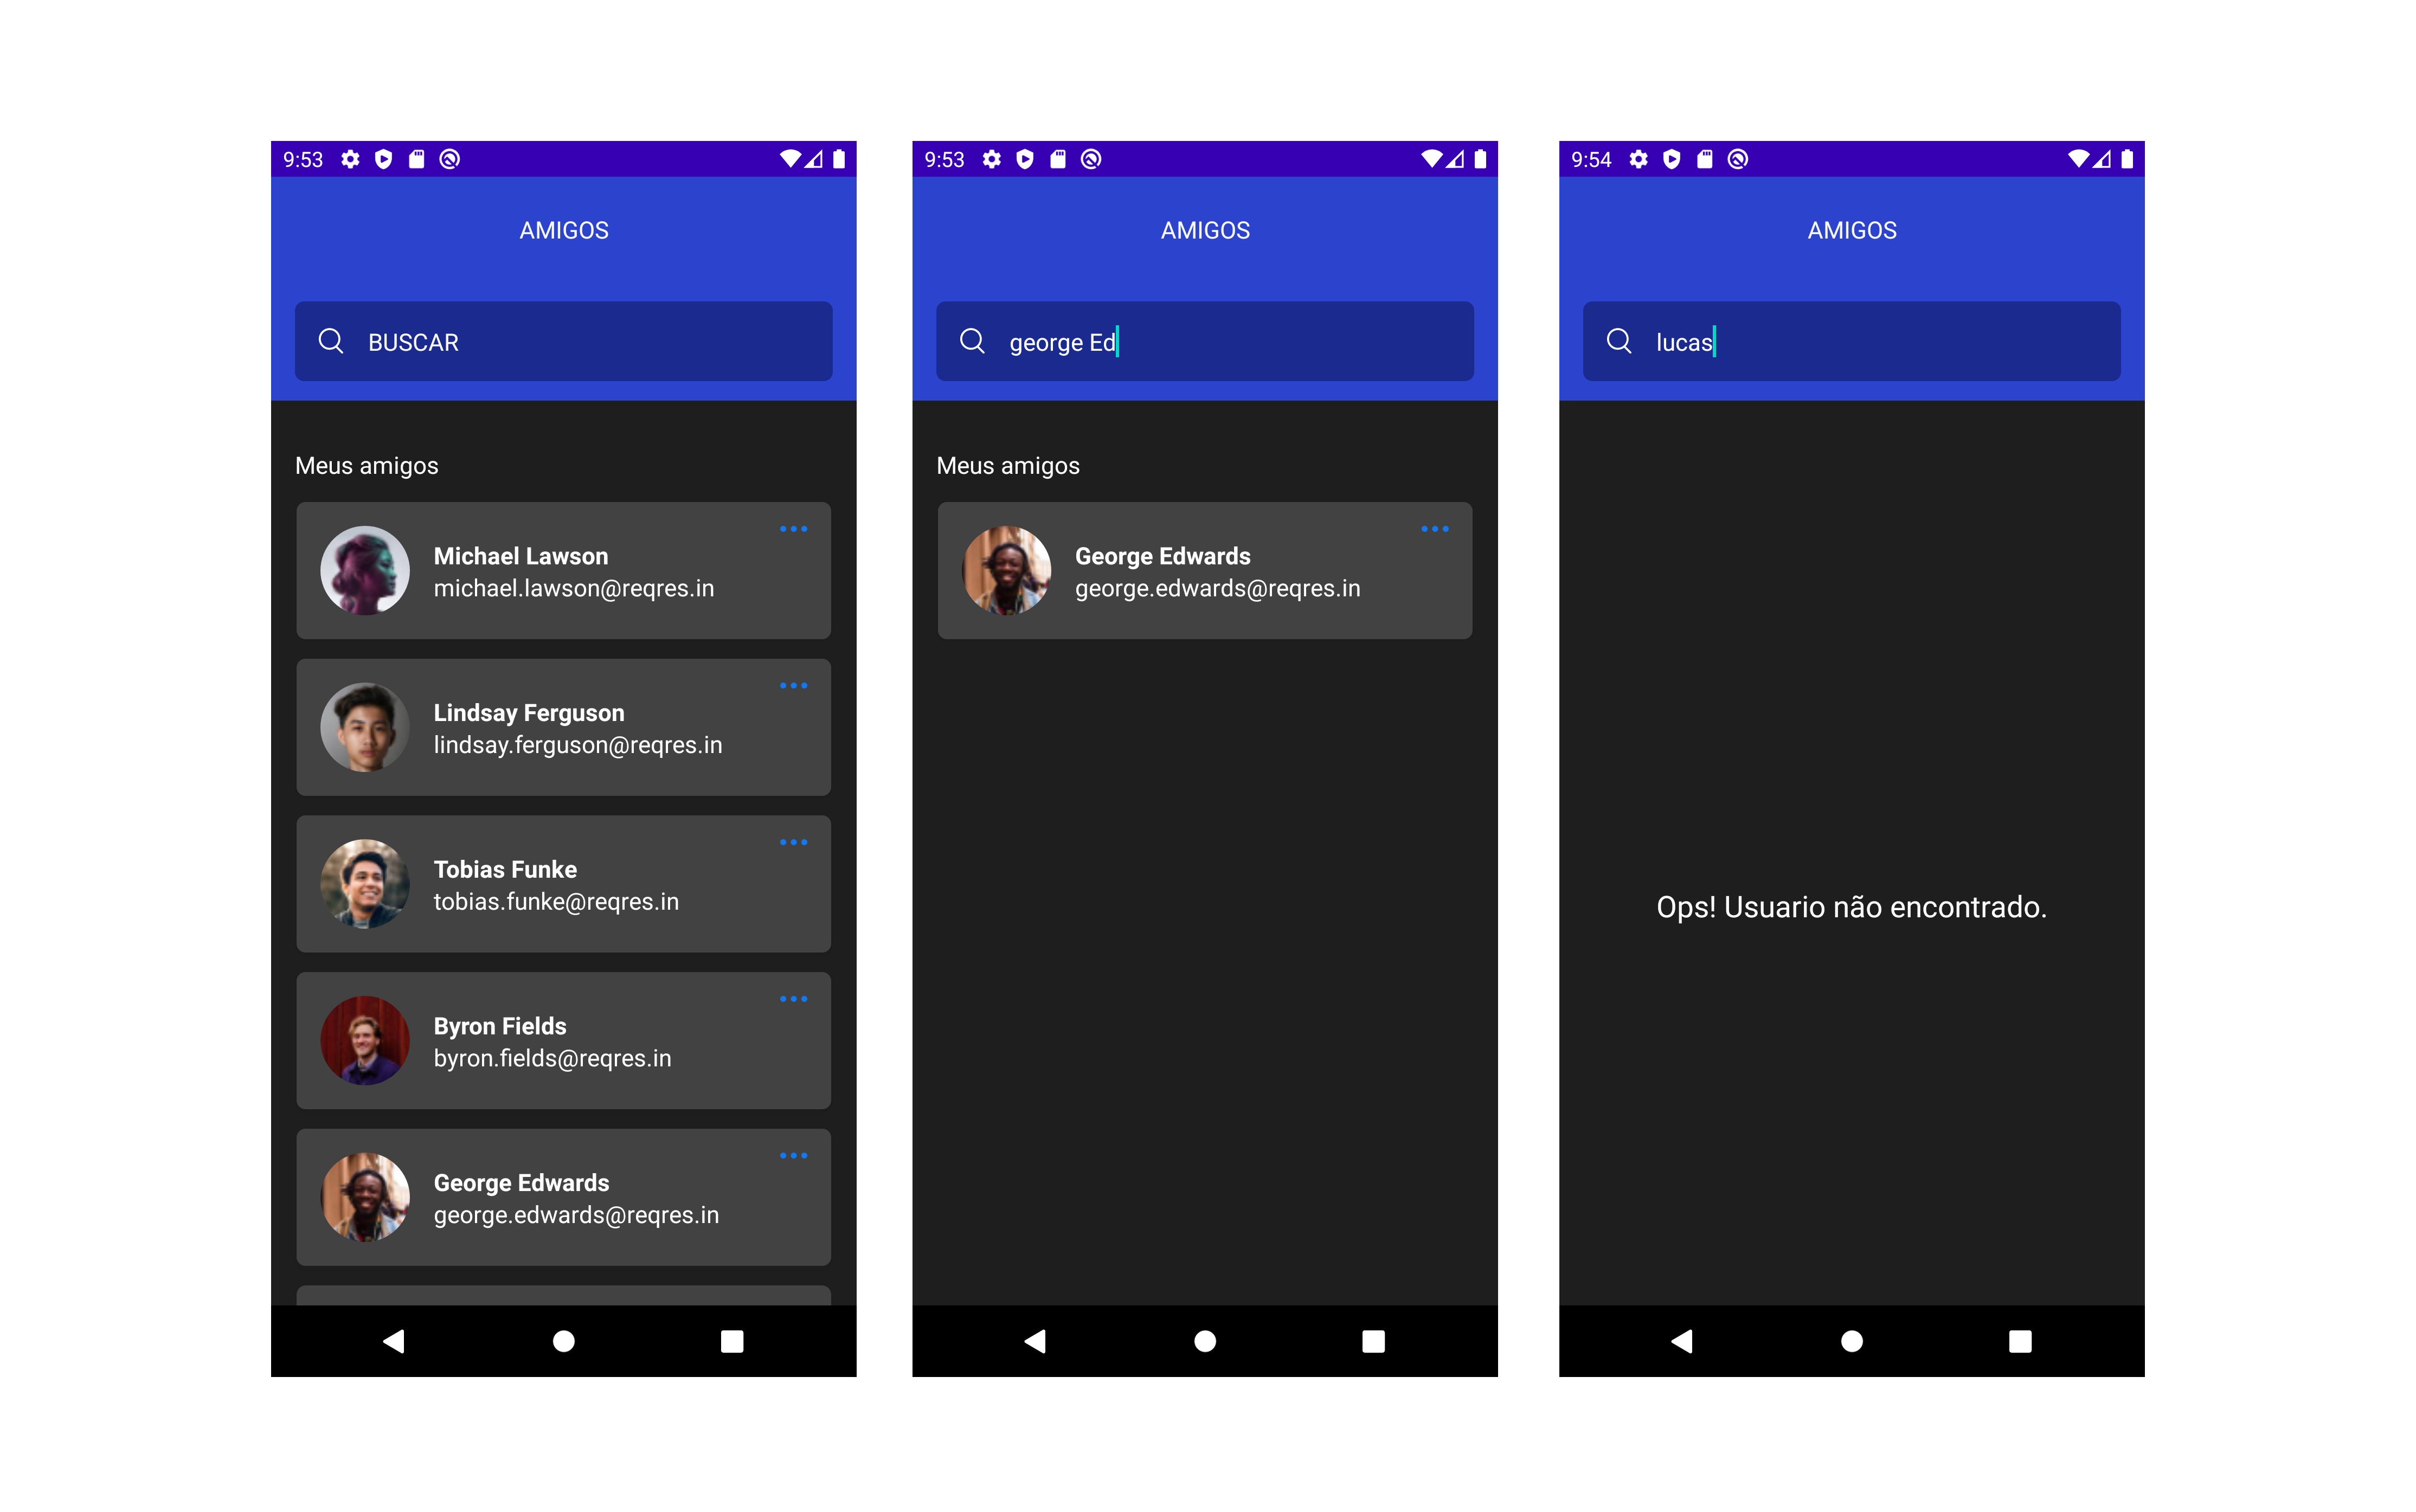 9:53
AMIGOS
BUSCAR
Meus amigos
Michael Lawson
michael.lawson@reqres.in
Lindsay Ferguson
lindsay.ferguson@reqres.in
Tobias Funke
tobias.funke@reqres.in
Byron Fields
byron.fields@reqres.in
George Edwards
george.edwards@reqres.in
9:53
AMIGOS
george Ed
Meus amigos
George Edwards
george.edwards@reqres.in
9:54
AMIGOS
lucas
Ops! Usuario não encontrado.